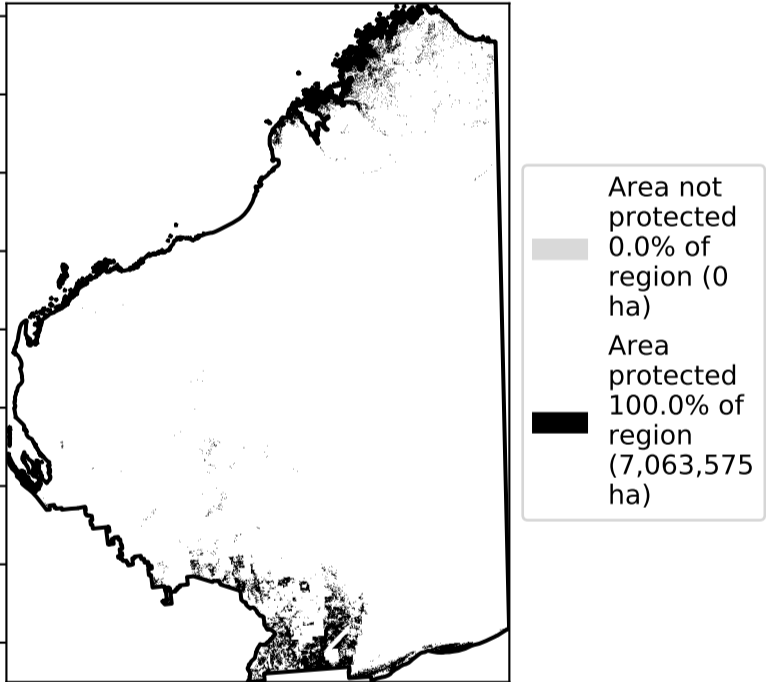 Area not
protected
0.0% of
region (0
ha)
Area
protected
100.0% of
region
(7,063,575
ha)